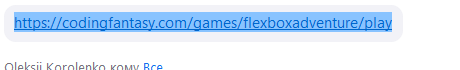 https://codingfantasy.com/games/flexboxadventure/play
Oleksii Korolenko кому Все